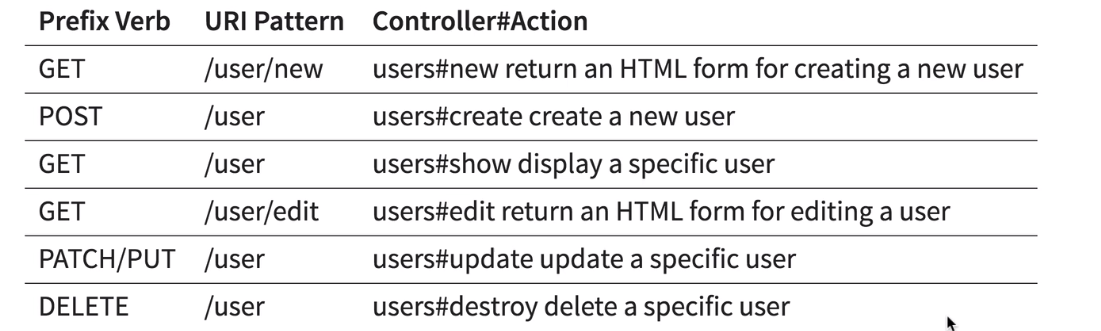 Prefix Verb URI Pattern Controller#Action
GET /user/new users#new return an HTML form for creating a new user
POST /user users#create create a new user
GET /user users#show display a specific user
GET /user/edit users#edit return an HTML form for editing a user
PATCH/PUT /user users#update update a specific user
DELETE /user users#destroy delete a specific user